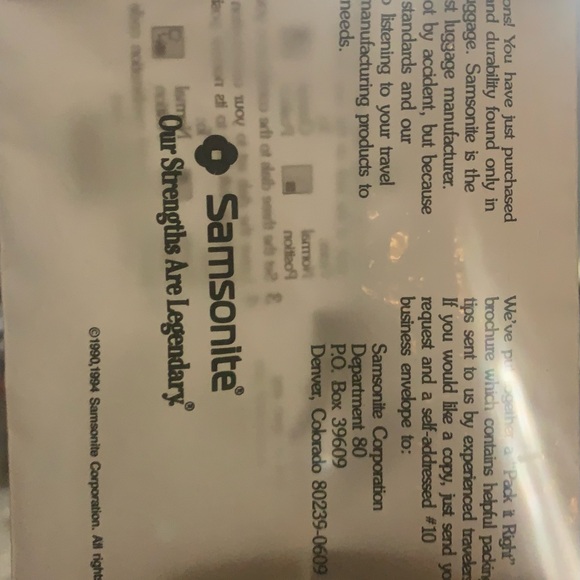 ons! You have just purchased
and durability found only in
uggage. Samsonite is the
st luggage manufacturer.
ot by accident, but because
standards and our
o listening to your travel
manufacturing products to
needs.
We've put together a "Pack it Right"
brochure which contains helpful packin
tips sent to us by experienced traveler
If you would like a copy, just send yo
request and a self-addressed #10
business envelope to:
Samsonite Corporation
Department 80
P.O. Box 39609
Denver, Colorado 80239-0609
Samsonite®
Our Strengths Are Legendary®
©1990,1994 Samsonite Corporation. All rights